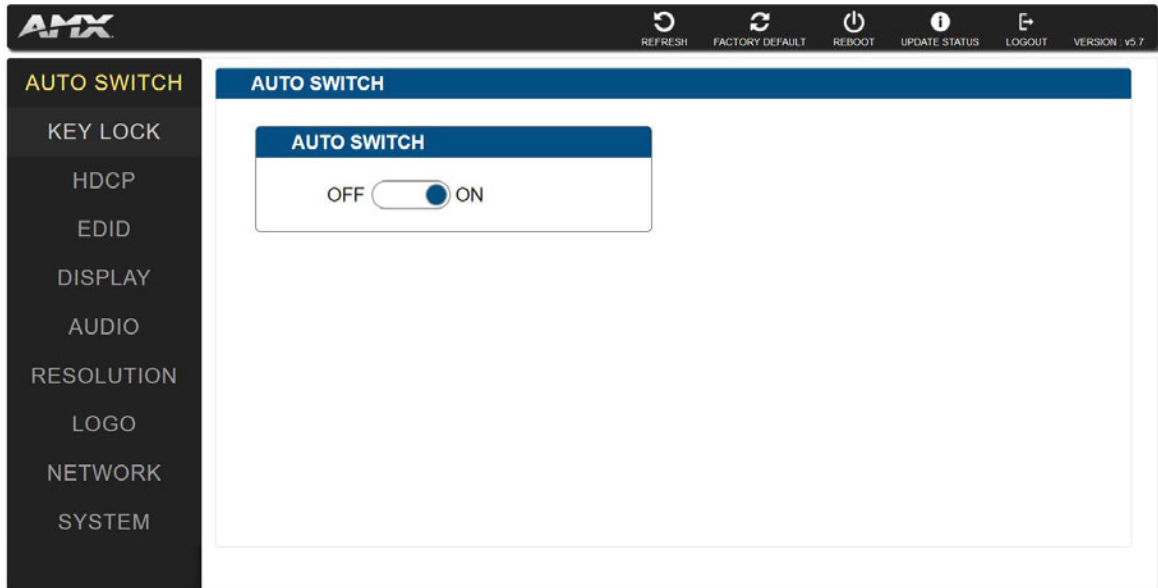 AMX
REFRESH
FACTORY DEFAULT
REBOOT
UPDATE STATUS
LOGOUT
VERSION : v5.7
AUTO SWITCH
KEY LOCK
HDCP
EDID
DISPLAY
AUDIO
RESOLUTION
LOGO
NETWORK
SYSTEM
AUTO SWITCH
AUTO SWITCH
OFF ON